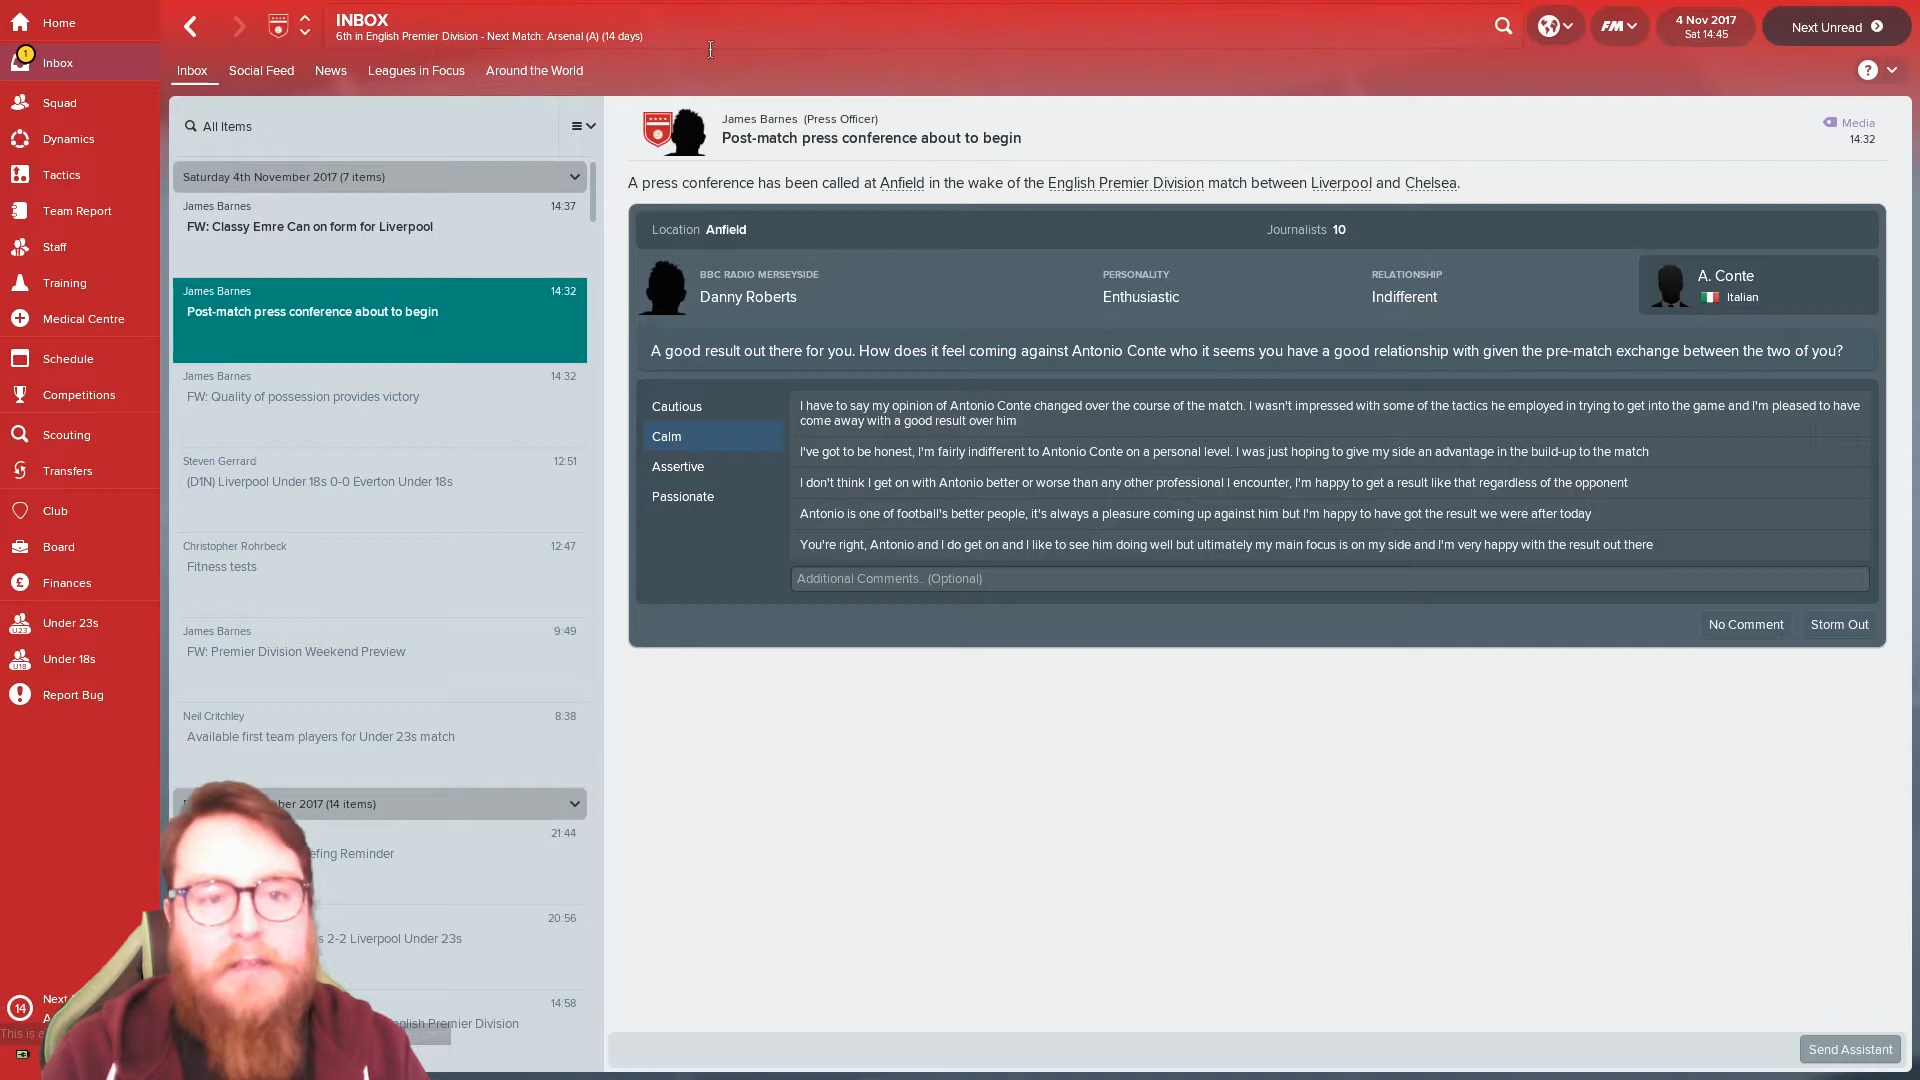 Home
1
Inbox
Squad
Dynamics
Tactics
Team Report
Staff
Training
Medical Centre
Schedule
Competitions
Scouting
Transfers
Club
Board
Finances
U23
Under 23s
U18
Under 18s
Report Bug
14
Next
A
This is a
INBOX
6th in English Premier Division - Next Match: Arsenal (A) (14 days)
FM
4 Nov 2017
Sat 14:45
Next Unread
Inbox
Social Feed
News
Leagues in Focus
Around the World
?
All Items
Saturday 4th November 2017 (7 items)
James Barnes 14:37
FW: Classy Emre Can on form for Liverpool
James Barnes 14:32
Post-match press conference about to begin
James Barnes 14:32
FW: Quality of possession provides victory
Steven Gerrard 12:51
(D1N) Liverpool Under 18s 0-0 Everton Under 18s
Christopher Rohrbeck 12:47
Fitness tests
James Barnes 9:49
FW: Premier Division Weekend Preview
Neil Critchley 8:38
Available first team players for Under 23s match
ber 2017 (14 items)
21:44
efing Reminder
20:56
s 2-2 Liverpool Under 23s
14:58
nglish Premier Division
James Barnes (Press Officer)
Post-match press conference about to begin
Media
14:32
A press conference has been called at Anfield in the wake of the English Premier Division match between Liverpool and Chelsea.
Location Anfield
Journalists 10
BBC RADIO MERSEYSIDE
Danny Roberts
PERSONALITY
Enthusiastic
RELATIONSHIP
Indifferent
A. Conte
Italian
A good result out there for you. How does it feel coming against Antonio Conte who it seems you have a good relationship with given the pre-match exchange between the two of you?
Cautious
Calm
Assertive
Passionate
I have to say my opinion of Antonio Conte changed over the course of the match. I wasn't impressed with some of the tactics he employed in trying to get into the game and I'm pleased to have
come away with a good result over him
I've got to be honest, I'm fairly indifferent to Antonio Conte on a personal level. I was just hoping to give my side an advantage in the build-up to the match
I don't think I get on with Antonio better or worse than any other professional I encounter, I'm happy to get a result like that regardless of the opponent
Antonio is one of football's better people, it's always a pleasure coming up against him but I'm happy to have got the result we were after today
You're right, Antonio and I do get on and I like to see him doing well but ultimately my main focus is on my side and I'm very happy with the result out there
Additional Comments.. (Optional)
No Comment
Storm Out
Send Assistant